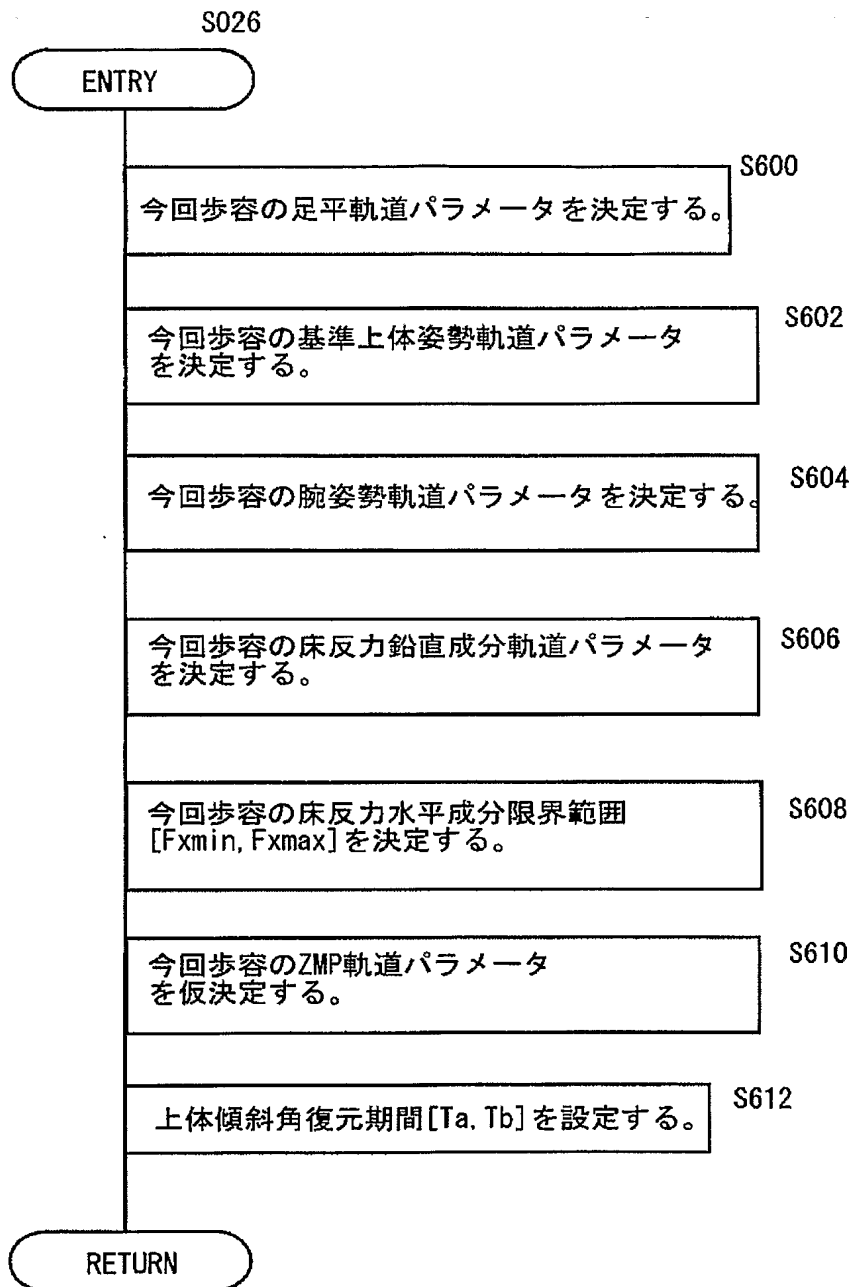 S026
ENTRY
S600
今回歩容の足平軌道パラメータを決定する。
S602
今回歩容の基準上体姿勢軌道パラメータ
を決定する。
S604
今回歩容の腕姿勢軌道パラメータを決定する。
S606
今回歩容の床反力鉛直成分軌道パラメータ
を決定する。
S608
今回歩容の床反力水平成分限界範囲
[Fxmin,Fxmax]を決定する。
S610
今回歩容のZMP軌道パラメータ
を仮決定する。
S612
上体傾斜角復元期間[Ta,Tb]を設定する。
RETURN